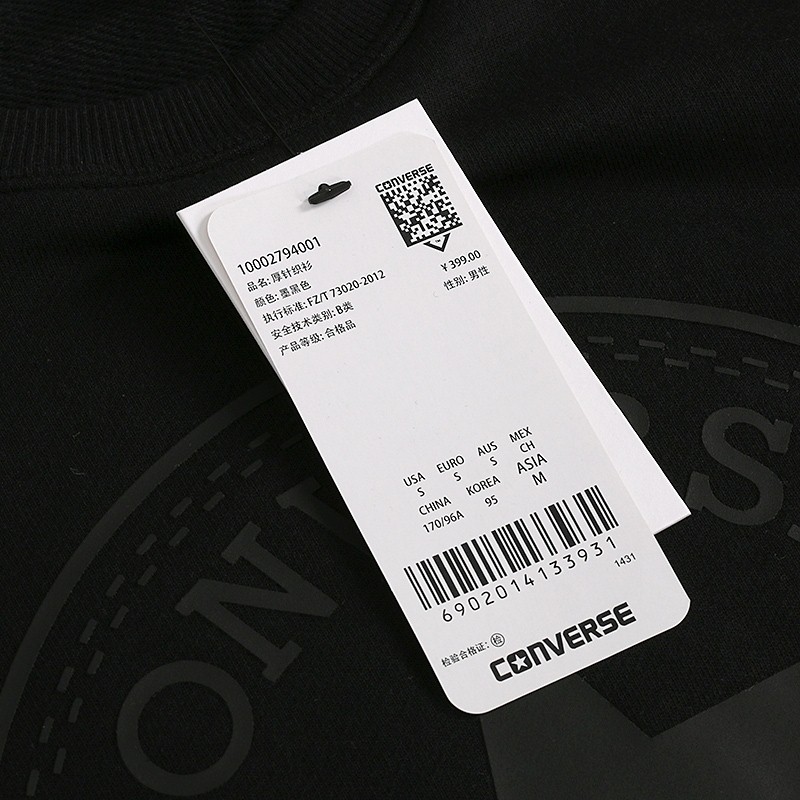 CONVERSE
10002794001
品名: 厚针织衫
颜色: 墨黑色
执行标准: FZ/T 73020-2012
安全技术类别: B类
产品等级: 合格品
¥ 399.00
性别: 男性
USA EURO AUS MEX
S S S CH
CHINA KOREA ASIA
170/96A 95 M
6902014133931
1431
检验合格证: 检
CONVERSE
ON
RS